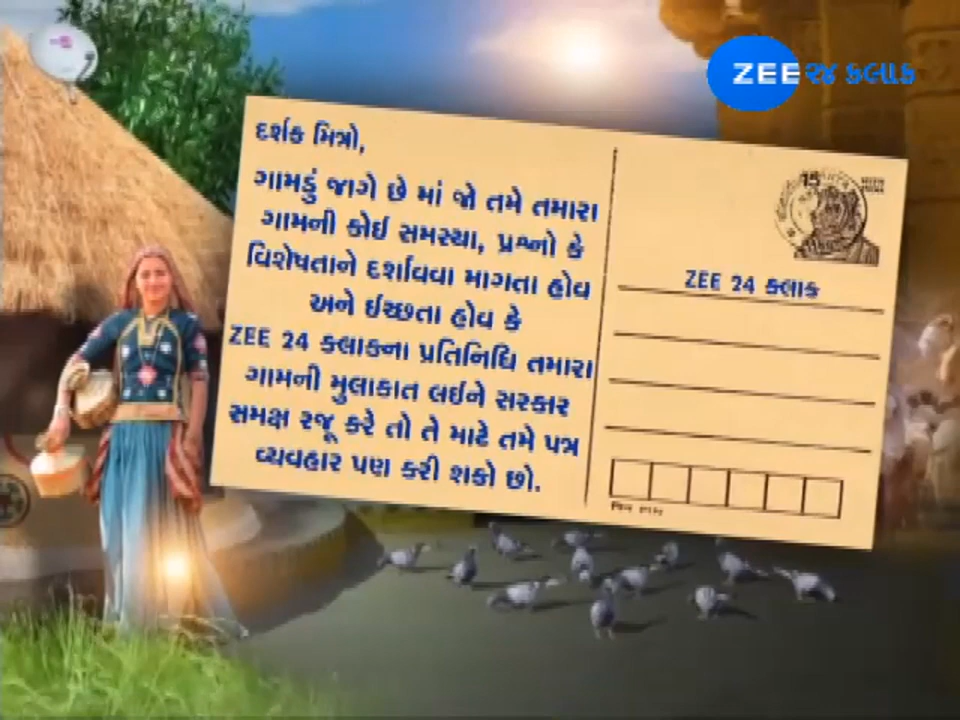 ZEE ૨૪ કલાક
દર્શક મિત્રો,
ગામડું જાગે છે માં જો તમે તમારા
ગામની કોઈ સમસ્યા, પ્રશ્નો કે
વિશેષતાને દર્શાવવા માગતા હોવ
અને ઈચ્છતા હોવ કે
ZEE 24 કલાકના પ્રતિનિધિ તમારા
ગામની મુલાકાત લઈને સરકાર
સમક્ષ રજૂ કરે તો તે માટે તમે પત્ર
વ્યવહાર પણ કરી શકો છો.
15
ZEE 24 કલાક